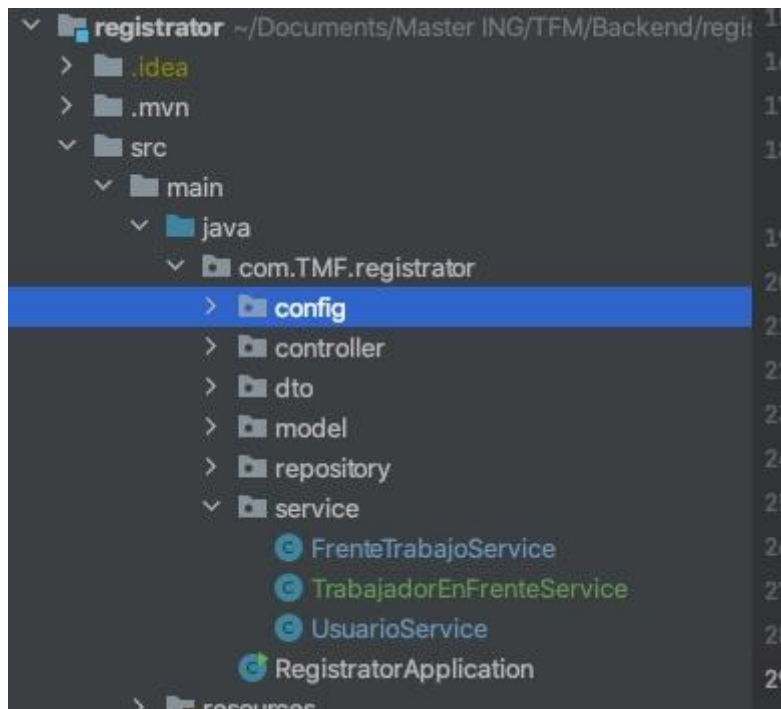 registrator ~/Documents/Master ING/TFM/Backend/regis
.idea
.mvn
src
main
java
com.TMF.registrator
config
controller
dto
model
repository
service
FrenteTrabajoService
TrabajadorEnFrenteService
UsuarioService
RegistratorApplication
resources